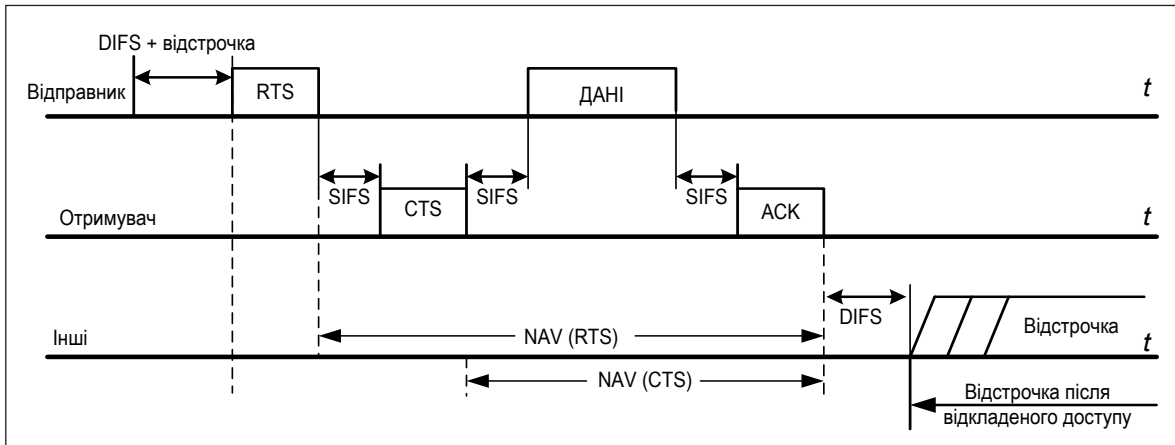 DIFS + відстрочка
Відправник
RTS
ДАНІ
t
SIFS
SIFS
SIFS
Отримувач
CTS
ACK
t
DIFS
Інші
NAV (RTS)
Відстрочка
t
NAV (CTS)
Відстрочка після
відкладеного доступу